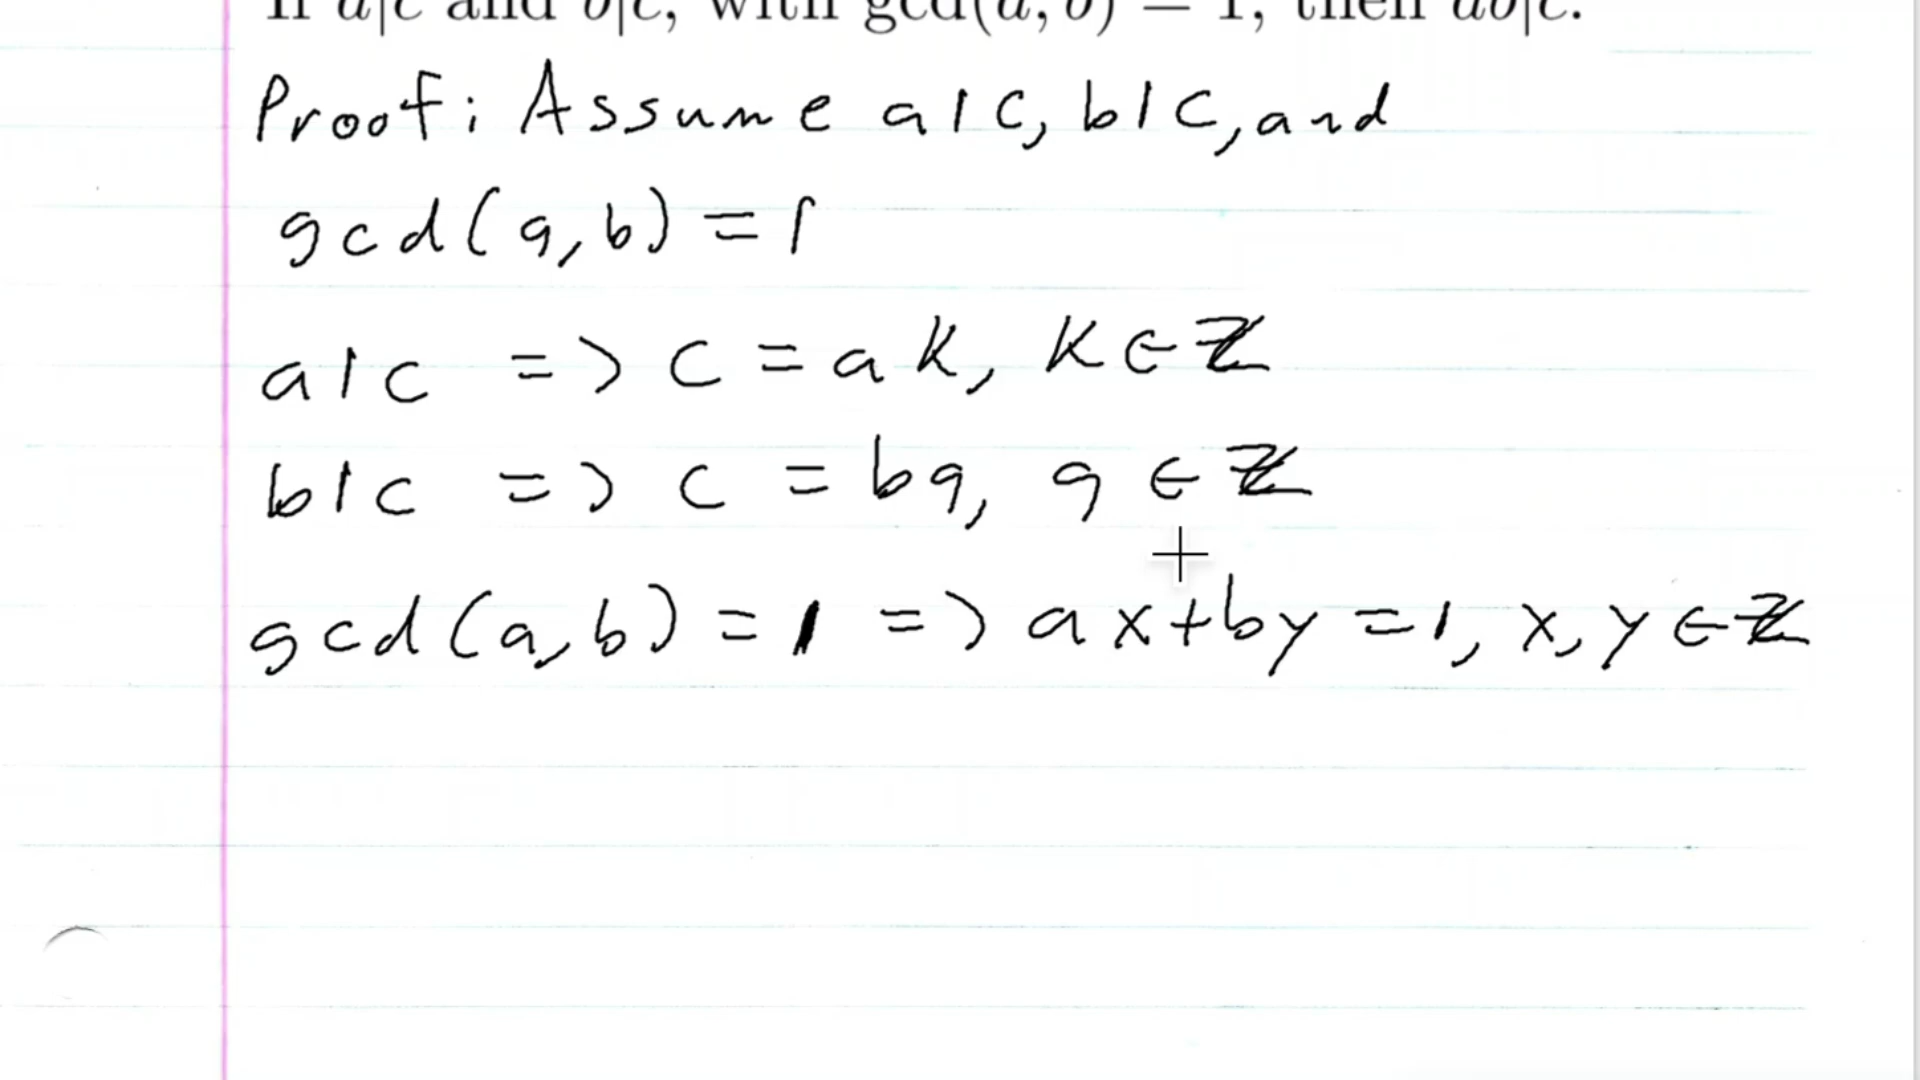 If a|c and b|c, with gcd(a, b) = 1, then ab|c.
Proof: Assume a|c, b|c, and
gcd(a,b) = 1
a|c => c = ak, k∈ℤ
b|c => c = bq, q ∈ ℤ
gcd(a,b) = 1 => ax+by = 1, x, y ∈ ℤ